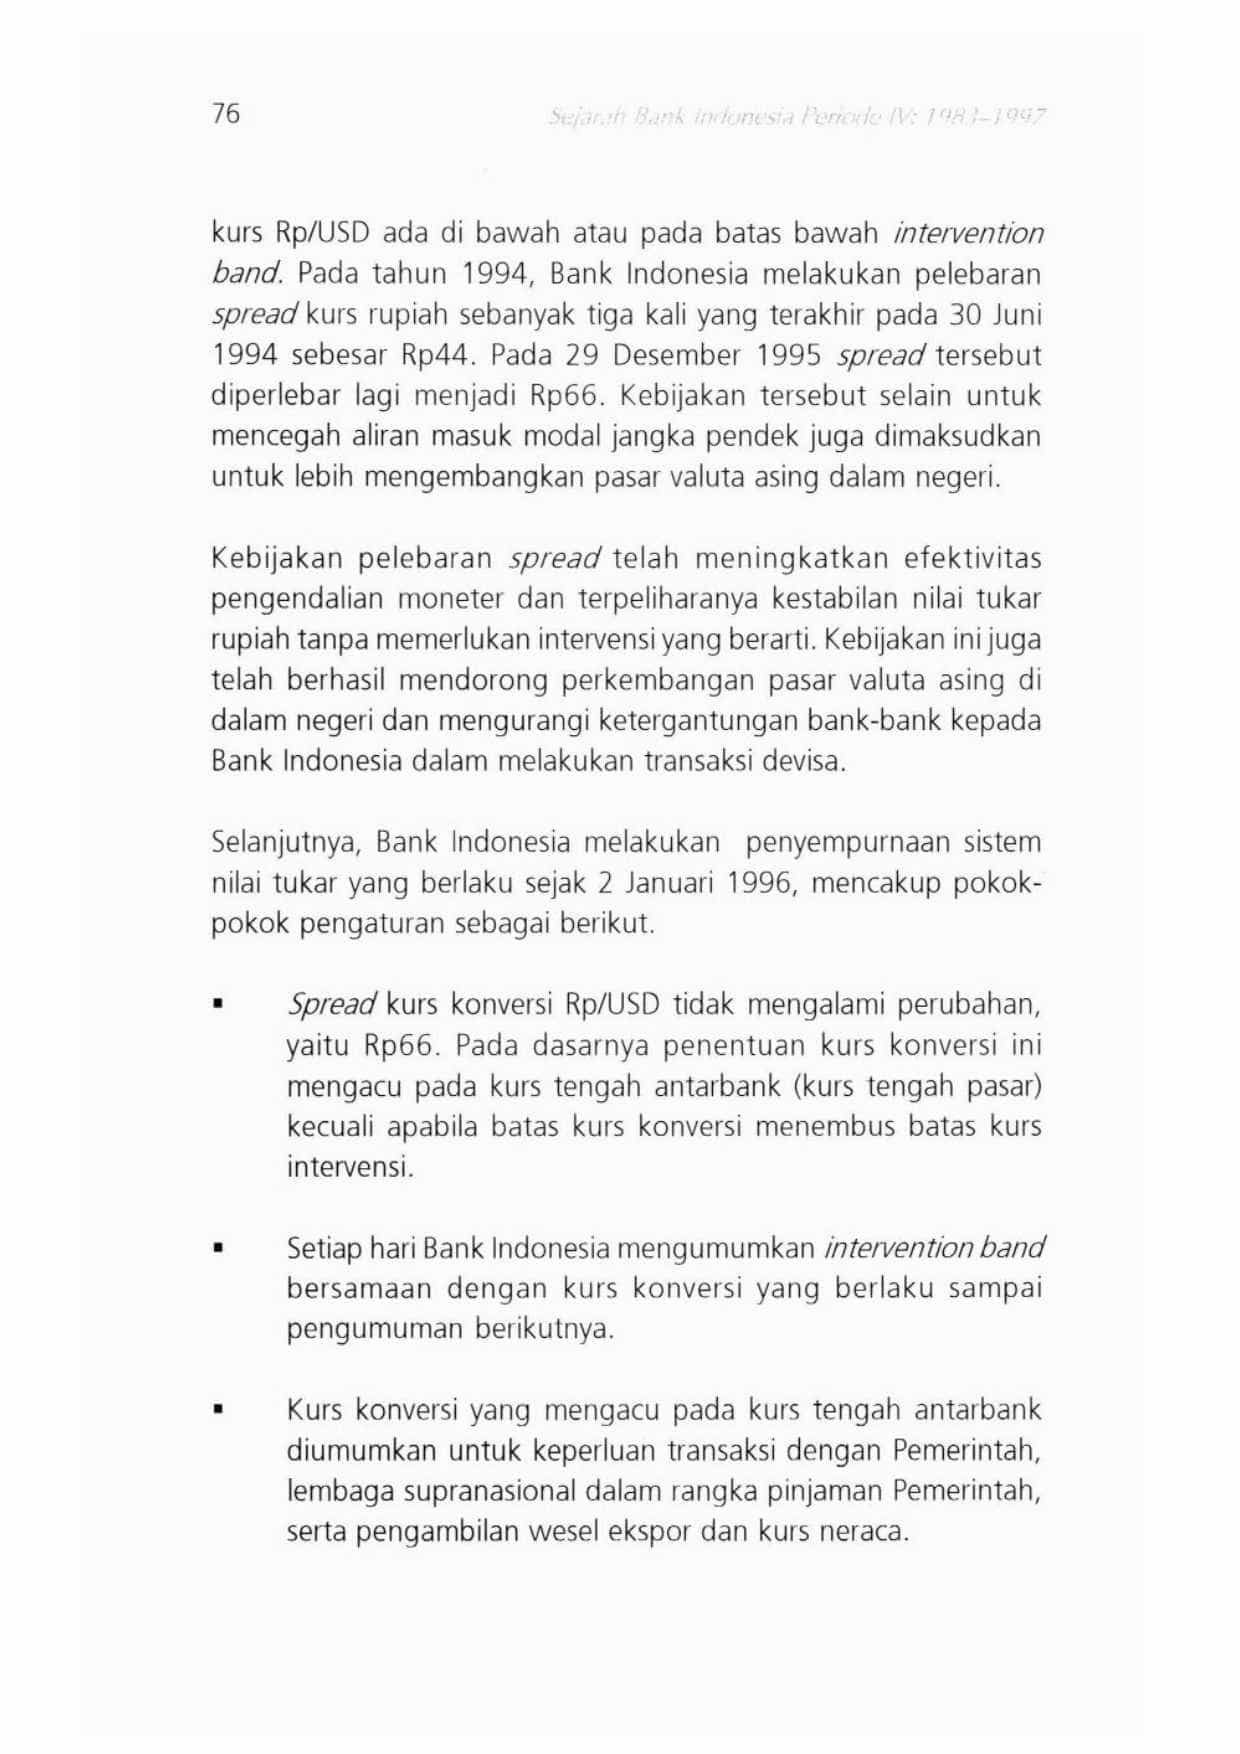 76
Sejarah Bank Indonesia Periode IV: 1983–1997
kurs Rp/USD ada di bawah atau pada batas bawah intervention
band. Pada tahun 1994, Bank Indonesia melakukan pelebaran
spread kurs rupiah sebanyak tiga kali yang terakhir pada 30 Juni
1994 sebesar Rp44. Pada 29 Desember 1995 spread tersebut
diperlebar lagi menjadi Rp66. Kebijakan tersebut selain untuk
mencegah aliran masuk modal jangka pendek juga dimaksudkan
untuk lebih mengembangkan pasar valuta asing dalam negeri.
Kebijakan pelebaran spread telah meningkatkan efektivitas
pengendalian moneter dan terpeliharanya kestabilan nilai tukar
rupiah tanpa memerlukan intervensi yang berarti. Kebijakan ini juga
telah berhasil mendorong perkembangan pasar valuta asing di
dalam negeri dan mengurangi ketergantungan bank-bank kepada
Bank Indonesia dalam melakukan transaksi devisa.
Selanjutnya, Bank Indonesia melakukan penyempurnaan sistem
nilai tukar yang berlaku sejak 2 Januari 1996, mencakup pokok-
pokok pengaturan sebagai berikut.
▪ Spread kurs konversi Rp/USD tidak mengalami perubahan,
yaitu Rp66. Pada dasarnya penentuan kurs konversi ini
mengacu pada kurs tengah antarbank (kurs tengah pasar)
kecuali apabila batas kurs konversi menembus batas kurs
intervensi.
▪ Setiap hari Bank Indonesia mengumumkan intervention band
bersamaan dengan kurs konversi yang berlaku sampai
pengumuman berikutnya.
▪ Kurs konversi yang mengacu pada kurs tengah antarbank
diumumkan untuk keperluan transaksi dengan Pemerintah,
lembaga supranasional dalam rangka pinjaman Pemerintah,
serta pengambilan wesel ekspor dan kurs neraca.